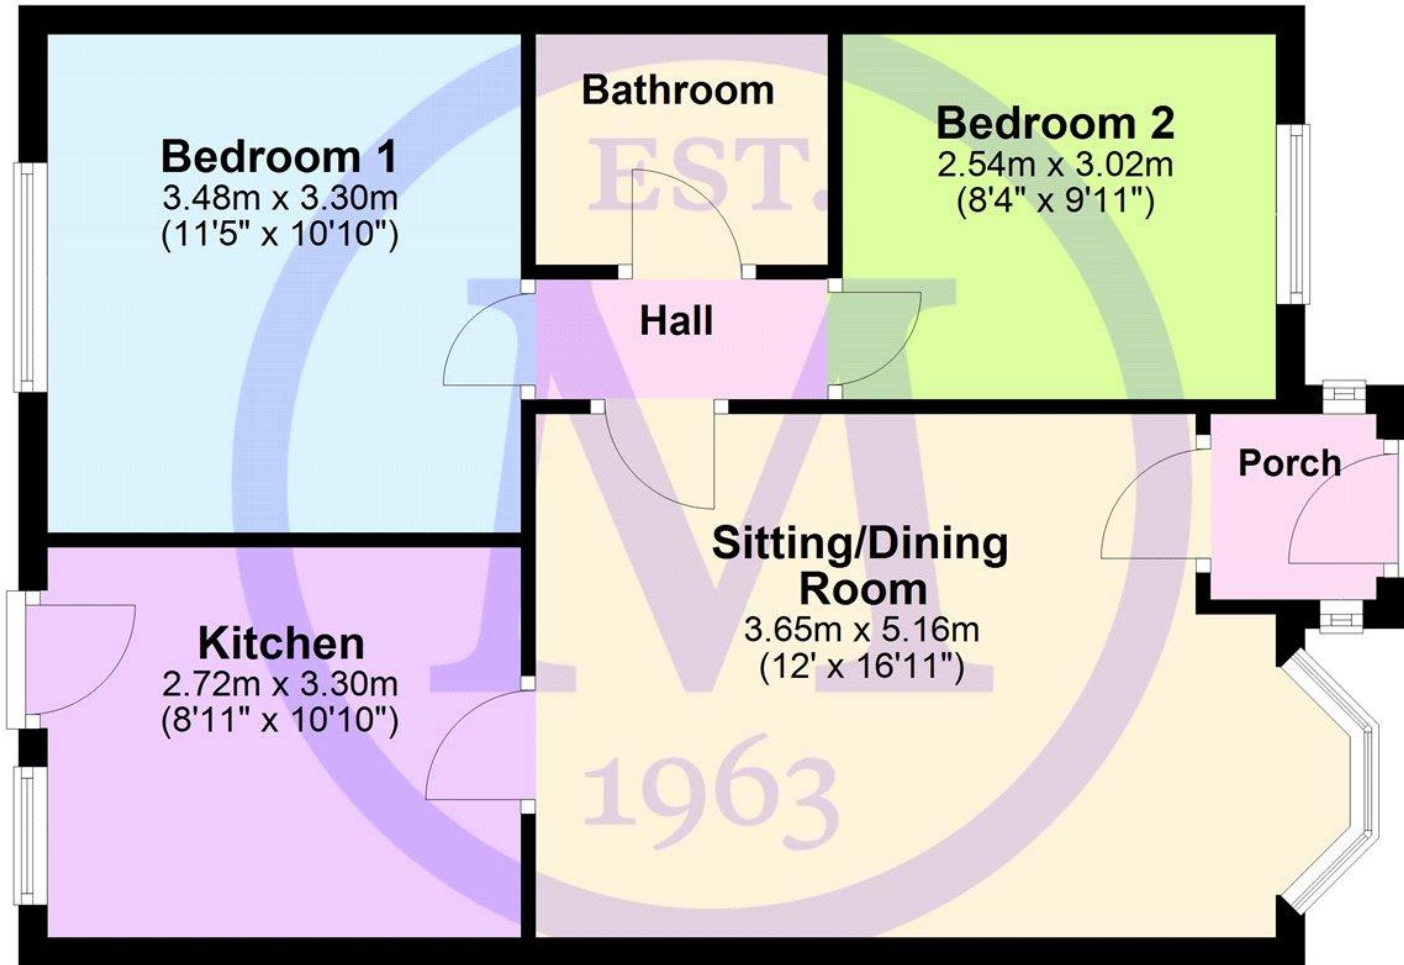 Bathroom
Bedroom 2
2.54m x 3.02m
(8'4" x 9'11")
Bedroom 1
3.48m x 3.30m
(11'5" x 10'10")
EST.
Hall
M
Porch
Sitting/Dining
Room
3.65m x 5.16m
(12' x 16'11")
Kitchen
2.72m x 3.30m
(8'11" x 10'10")
1963